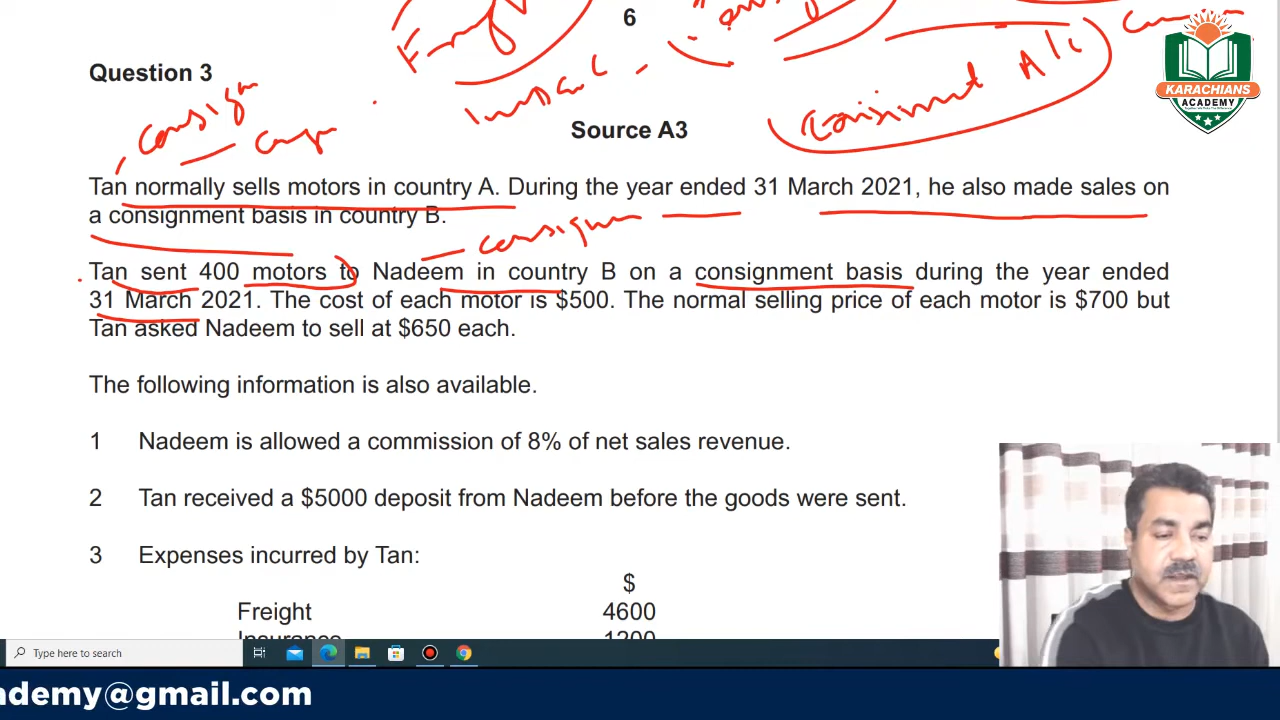 6
Question 3
KARACHIANS
ACADEMY
Source A3
Tan normally sells motors in country A. During the year ended 31 March 2021, he also made sales on
a consignment basis in country B.
Tan sent 400 motors to Nadeem in country B on a consignment basis during the year ended
31 March 2021. The cost of each motor is $500. The normal selling price of each motor is $700 but
Tan asked Nadeem to sell at $650 each.
The following information is also available.
1 Nadeem is allowed a commission of 8% of net sales revenue.
2 Tan received a $5000 deposit from Nadeem before the goods were sent.
3 Expenses incurred by Tan:
$
Freight 4600
Insurance 1200
Type here to search
ademy@gmail.com